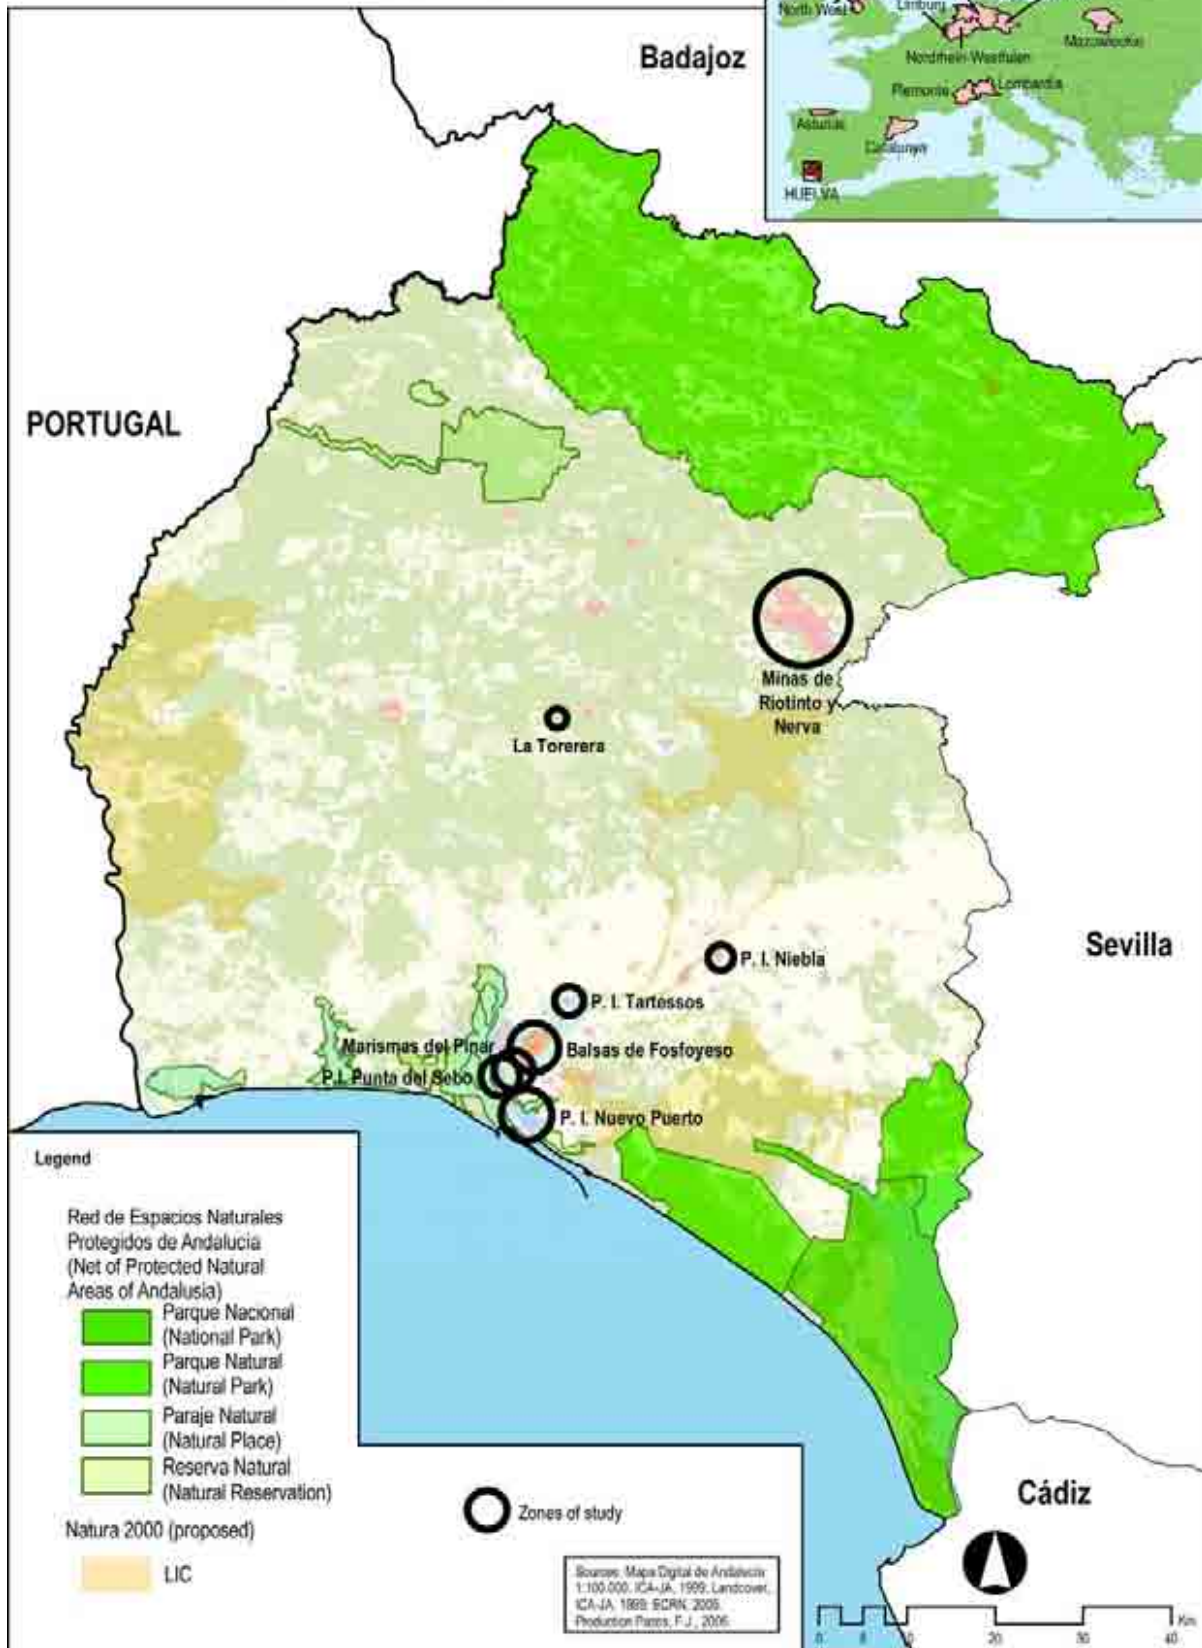 North West
Limburg
Nordrhein-Westfalen
Mazowieckie
Piemonte
Lombardia
Asturias
Catalunya
HUELVA
Badajoz
PORTUGAL
Minas de
Riotinto y
Nerva
La Torerera
Sevilla
P. I. Niebla
P. I. Tartessos
Marismas del Pinar
Balsas de Fosfoyeso
P.I. Punta del Sebo
P. I. Nuevo Puerto
Legend
Red de Espacios Naturales
Protegidos de Andalucia
(Net of Protected Natural
Areas of Andalusia)
Parque Nacional
(National Park)
Parque Natural
(Natural Park)
Paraje Natural
(Natural Place)
Reserva Natural
(Natural Reservation)
Natura 2000 (proposed)
LIC
Zones of study
Cádiz
Sources: Mapa Digital de Andalucia
1:100.000. ICA-JA, 1999; Landcover,
ICA-JA, 1999; ECRN, 2005.
Production F.J., 2006.
0 20 30 40 Km